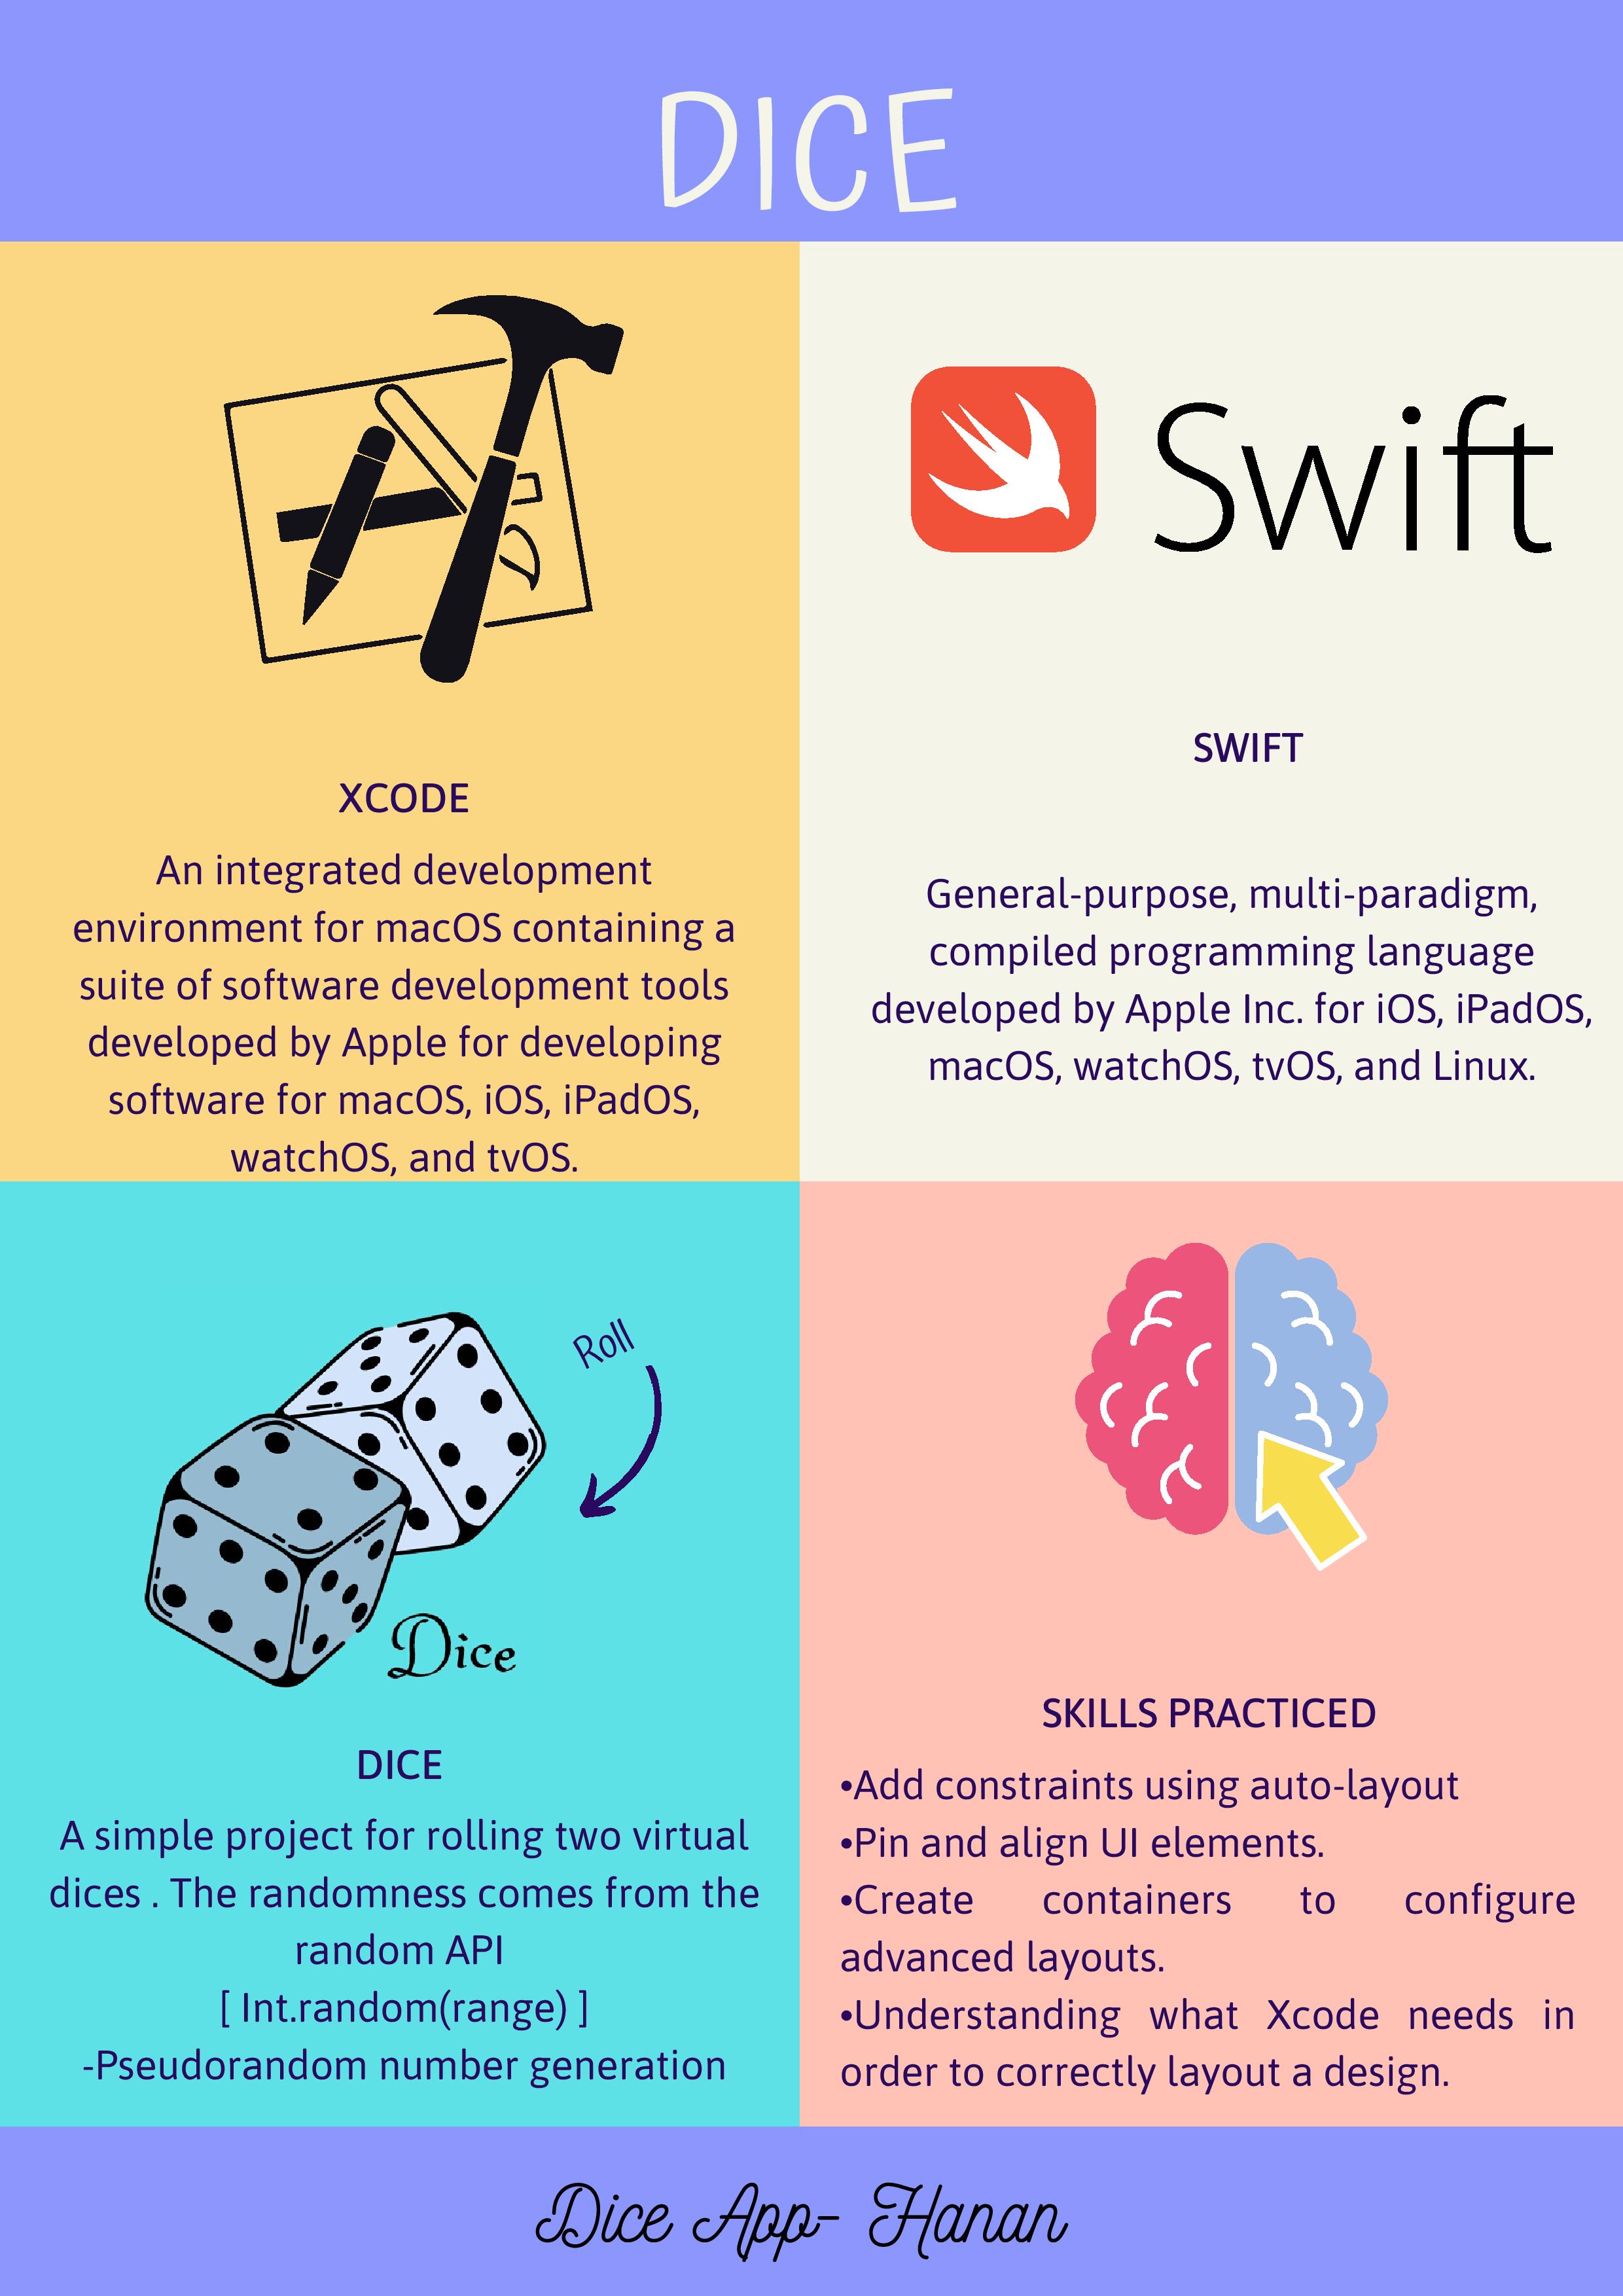 DICE
Swift
XCODE
An integrated development
environment for macOS containing a
suite of software development tools
developed by Apple for developing
software for macOS, iOS, iPadOS,
watchOS, and tvOS.
SWIFT
General-purpose, multi-paradigm,
compiled programming language
developed by Apple Inc. for iOS, iPadOS,
macOS, watchOS, tvOS, and Linux.
Roll
Dice
DICE
A simple project for rolling two virtual
dices . The randomness comes from the
random API
[ Int.random(range) ]
-Pseudorandom number generation
SKILLS PRACTICED
•Add constraints using auto-layout
•Pin and align UI elements.
•Create containers to configure
advanced layouts.
•Understanding what Xcode needs in
order to correctly layout a design.
Dice App- Hanan